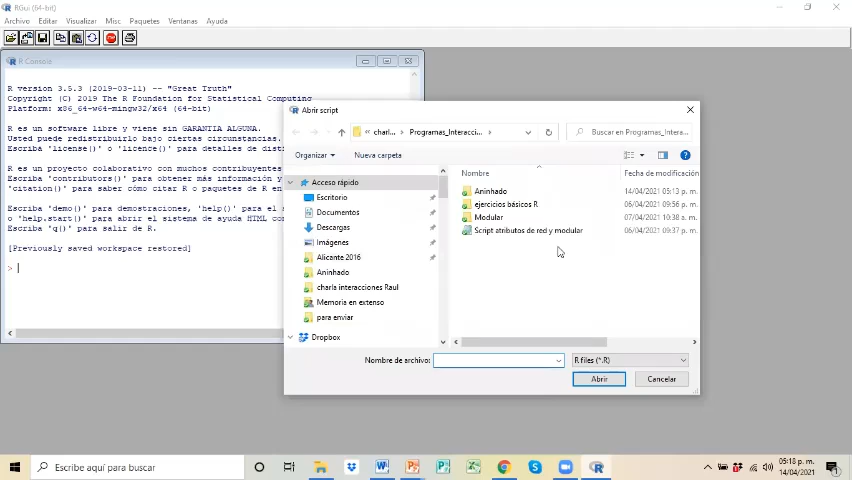 RGui (64-bit)
Archivo Editar Visualizar Misc Paquetes Ventanas Ayuda
STOP
R Console
R version 3.5.3 (2019-03-11) -- "Great Truth"
Copyright (C) 2019 The R Foundation for Statistical Computing
Platform: x86_64-w64-mingw32/x64 (64-bit)
R es un software libre y viene sin GARANTIA ALGUNA.
Usted puede redistribuirlo bajo ciertas circunstancias.
Escriba 'license()' o 'licence()' para detalles de dis
R es un proyecto colaborativo con muchos contribuyentes
Escriba 'contributors()' para obtener más información y
'citation()' para saber cómo citar R o paquetes de R en
Escriba 'demo()' para demostraciones, 'help()' para el
o 'help.start()' para abrir el sistema de ayuda HTML con
Escriba 'q()' para salir de R.
[Previously saved workspace restored]
>
Abrir script
« charl... > Programas_Interacci... >
Buscar en Programas_Intera...
Organizar
Nueva carpeta
Nombre
Fecha de modificación
Acceso rápido
Escritorio
Documentos
Descargas
Imágenes
Alicante 2016
Aninhado
charla interacciones Raul
Memoria en extenso
para enviar
Dropbox
Aninhado 14/04/2021 05:13 p. m.
ejercicios básicos R 06/04/2021 09:56 p. m.
Modular 07/04/2021 10:38 a. m.
Script atributos de red y modular 06/04/2021 09:37 p. m.
Nombre de archivo:
R files (*.R)
Abrir
Cancelar
Escribe aquí para buscar
05:18 p. m.
14/04/2021